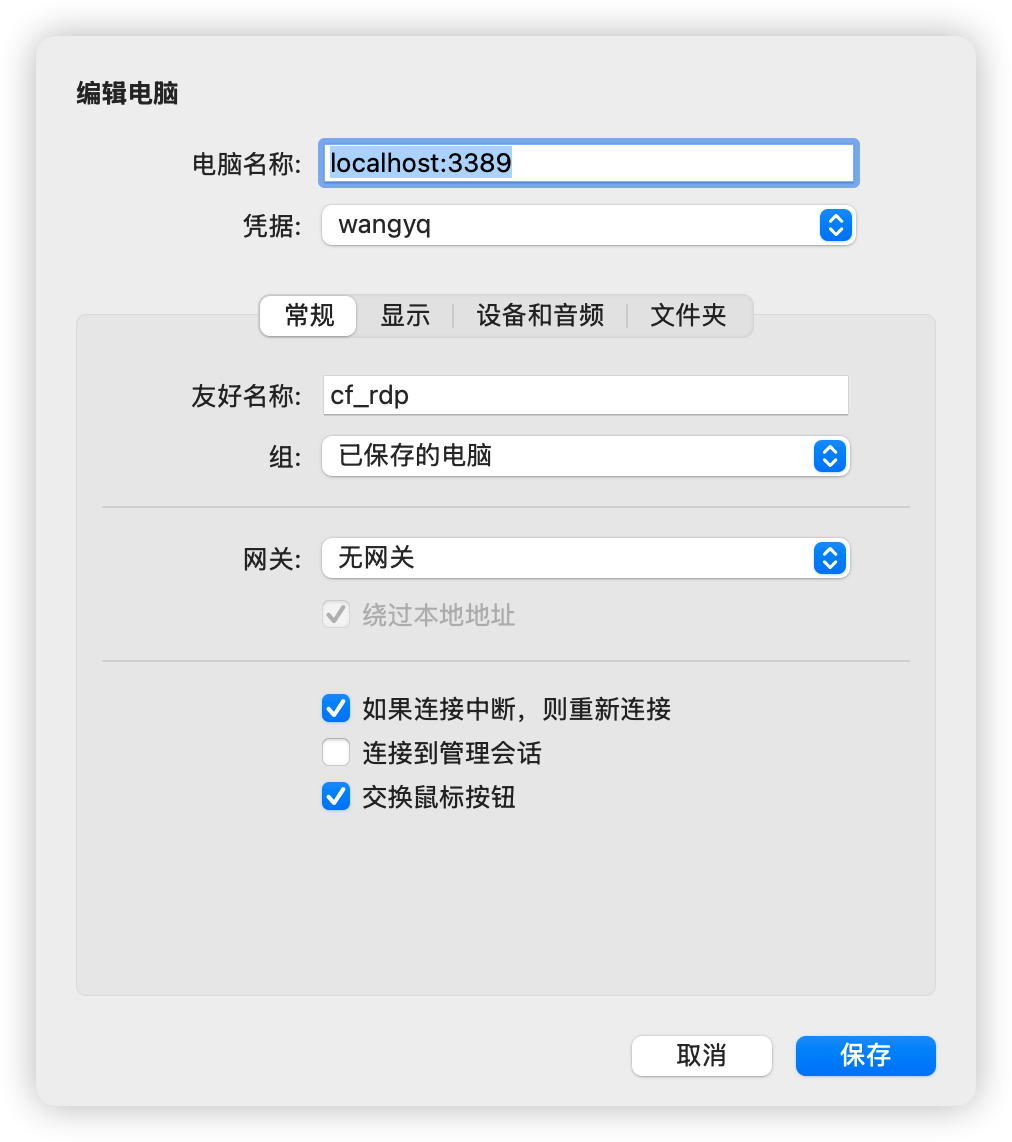 编辑电脑
电脑名称: localhost:3389
凭据: wangyq
常规 显示 设备和音频 文件夹
友好名称: cf_rdp
组: 已保存的电脑
网关: 无网关
绕过本地地址
如果连接中断，则重新连接
连接到管理会话
交换鼠标按钮
取消 保存